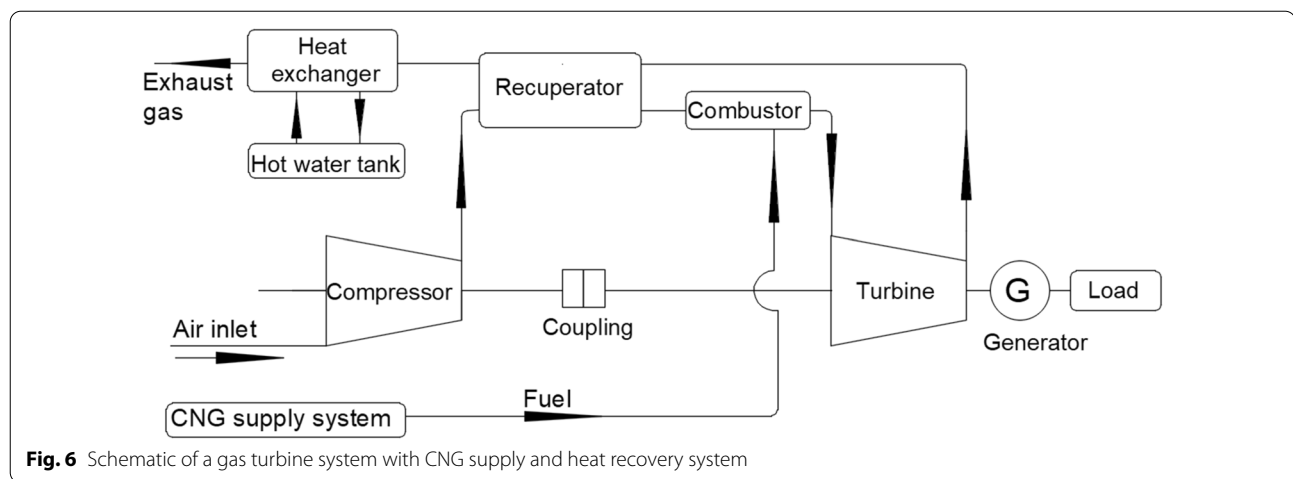 Heat
exchanger
Exhaust
gas
Hot water tank
Recuperator
Combustor
Compressor
Air inlet
Coupling
Turbine
G
Generator
Load
CNG supply system
Fuel
Fig. 6 Schematic of a gas turbine system with CNG supply and heat recovery system